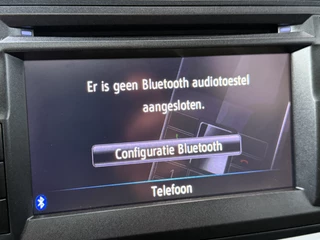 Er is geen Bluetooth audiotoestel
aangesloten.
Configuratie Bluetooth
Telefoon